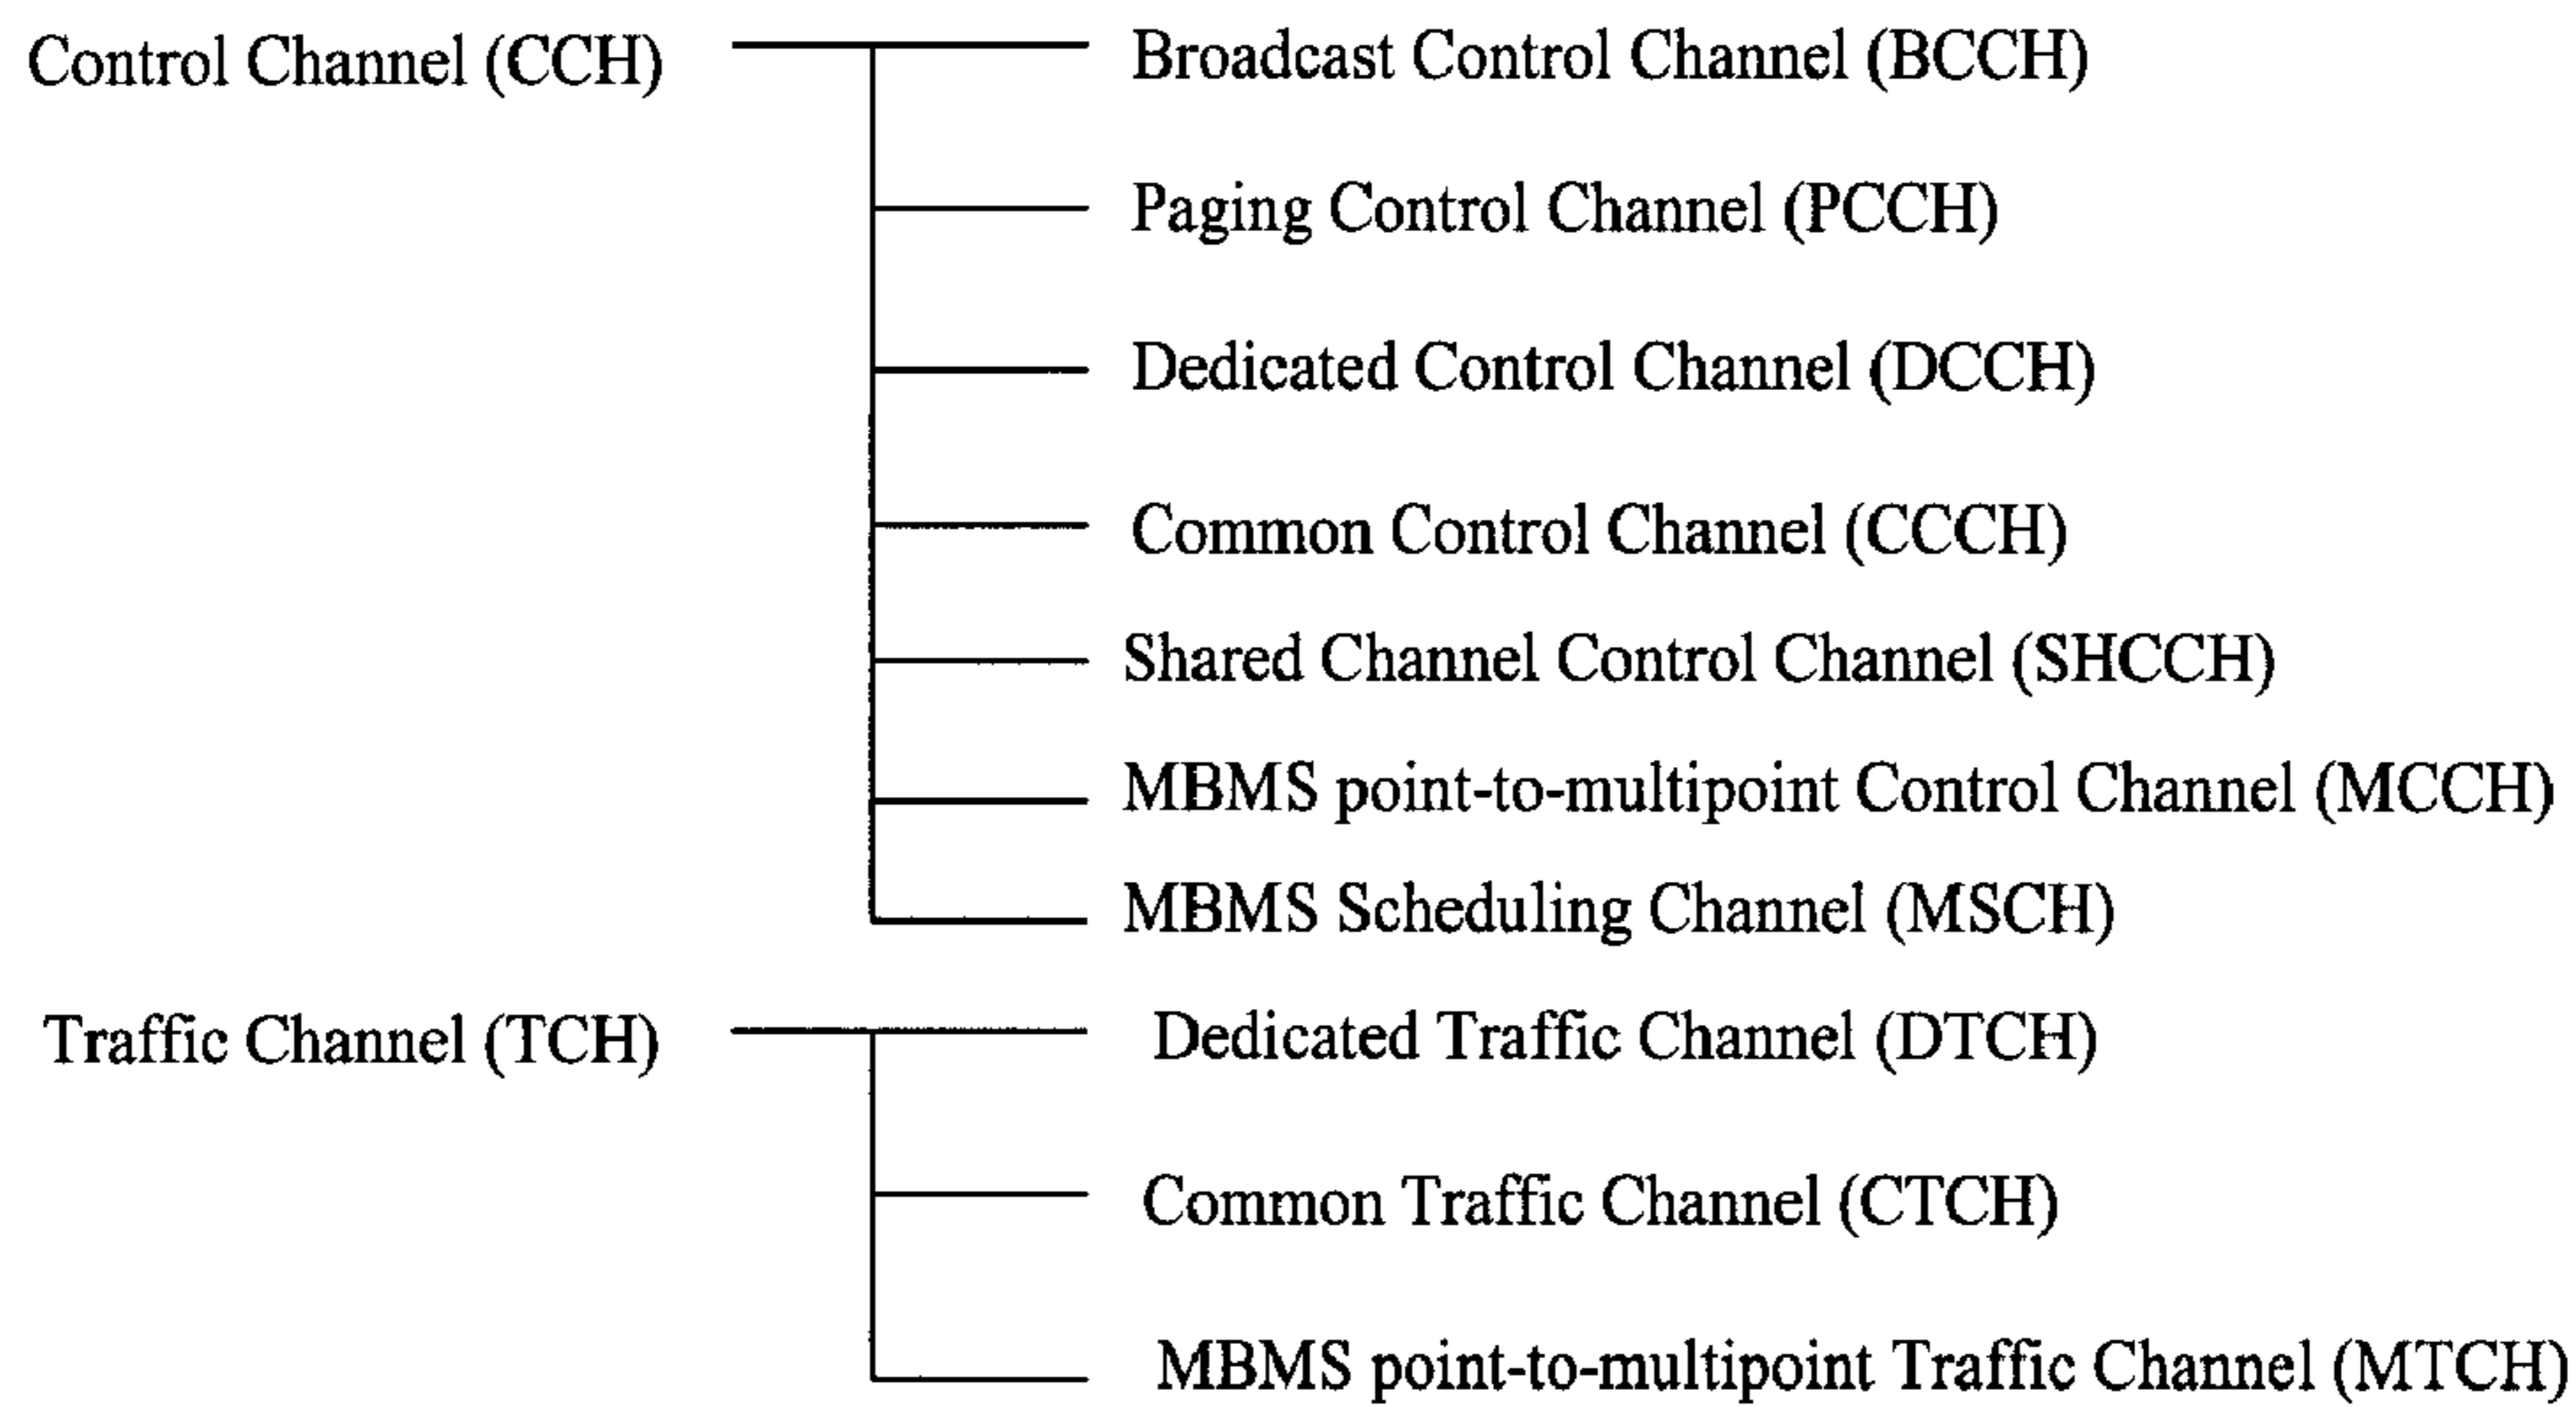 Control Channel (CCH)
Broadcast Control Channel (BCCH)
Paging Control Channel (PCCH)
Dedicated Control Channel (DCCH)
Common Control Channel (CCCH)
Shared Channel Control Channel (SHCCH)
MBMS point-to-multipoint Control Channel (MCCH)
MBMS Scheduling Channel (MSCH)
Traffic Channel (TCH)
Dedicated Traffic Channel (DTCH)
Common Traffic Channel (CTCH)
MBMS point-to-multipoint Traffic Channel (MTCH)